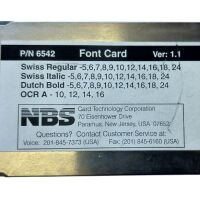 P/N 6542 Font Card Ver: 1.1
Swiss Regular -5,6,7,8,9,10,12,14,16,18, 24
Swiss Italic -5,6,7,8,9,10,12,14,16,18, 24
Dutch Bold -5,6,7,8,9,10,12,14,16,18, 24
OCR A - 10, 12, 14, 16
NBS
Card Technology Corporation
70 Eisenhower Drive
Paramus, New Jersey, USA 07652
Questions? Contact Customer Service at:
Voice: 201-845-7373 (USA) Fax: (201) 845-6160 (USA)